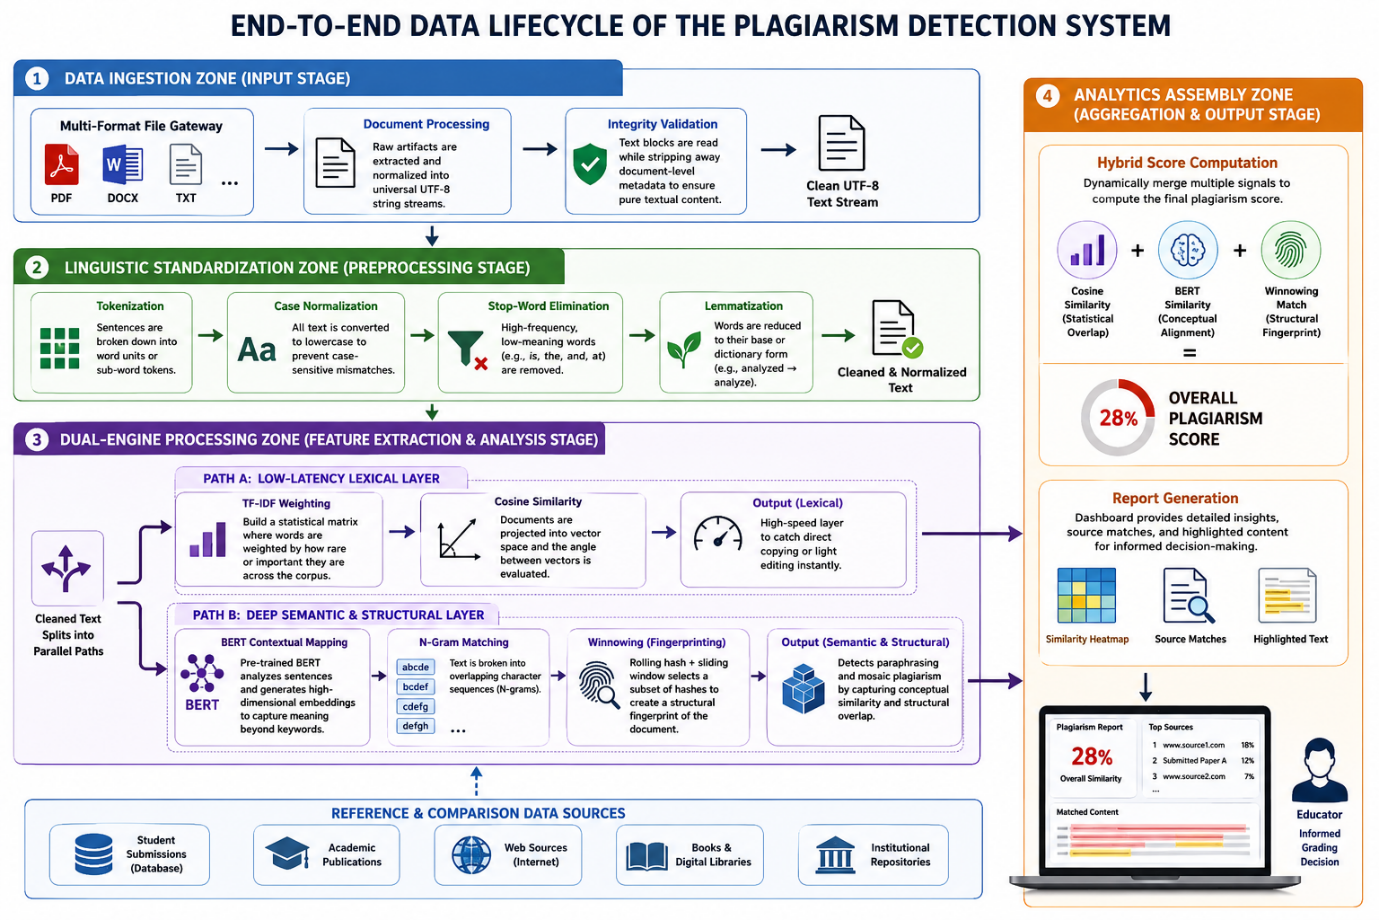 END-TO-END DATA LIFECYCLE OF THE PLAGIARISM DETECTION SYSTEM
1 DATA INGESTION ZONE (INPUT STAGE)
Multi-Format File Gateway
PDF
W
DOCX
TXT
...
Document Processing
Raw artifacts are
extracted and
normalized into
universal UTF-8
string streams.
Integrity Validation
Text blocks are read
while stripping away
document-level
metadata to ensure
pure textual content.
Clean UTF-8
Text Stream
2 LINGUISTIC STANDARDIZATION ZONE (PREPROCESSING STAGE)
Tokenization
Sentences are
broken down into
word units or
sub-word tokens.
Case Normalization
Aa
All text is converted
to lowercase to
prevent case-
sensitive mismatches.
Stop-Word Elimination
High-frequency,
low-meaning words
(e.g., is, the, and, at)
are removed.
Lemmatization
Words are reduced
to their base or
dictionary form
(e.g., analyzed →
analyze).
Cleaned & Normalized
Text
3 DUAL-ENGINE PROCESSING ZONE (FEATURE EXTRACTION & ANALYSIS STAGE)
Cleaned Text
Splits into
Parallel Paths
PATH A: LOW-LATENCY LEXICAL LAYER
TF-IDF Weighting
Build a statistical matrix
where words are
weighted by how rare
or important they are
across the corpus.
Cosine Similarity
Documents are
projected into vector
space and the angle
between vectors is
evaluated.
Output (Lexical)
High-speed layer
to catch direct
copying or light
editing instantly.
PATH B: DEEP SEMANTIC & STRUCTURAL LAYER
BERT Contextual Mapping
BERT
Pre-trained BERT
analyzes sentences
and generates high-
dimensional embeddings
to capture meaning
beyond keywords.
N-Gram Matching
abcde
bcdef
cdefg
defgh
Text is broken into
overlapping character
sequences (N-grams).
...
Winnowing (Fingerprinting)
Rolling hash + sliding
window selects a
subset of hashes to
create a structural
fingerprint of the
document.
Output (Semantic & Structural)
Detects paraphrasing
and mosaic plagiarism
by capturing conceptual
similarity and structural
overlap.
REFERENCE & COMPARISON DATA SOURCES
Student
Submissions
(Database)
Academic
Publications
Web Sources
(Internet)
Books &
Digital Libraries
Institutional
Repositories
4 ANALYTICS ASSEMBLY ZONE
(AGGREGATION & OUTPUT STAGE)
Hybrid Score Computation
Dynamically merge multiple signals to
compute the final plagiarism score.
+
+
Cosine
Similarity
(Statistical
Overlap)
BERT
Similarity
(Conceptual
Alignment)
Winnowing
Match
(Structural
Fingerprint)
=
28%
OVERALL
PLAGIARISM
SCORE
Report Generation
Dashboard provides detailed insights,
source matches, and highlighted content
for informed decision-making.
Similarity Heatmap
Source Matches
Highlighted Text
Plagiarism Report
28%
Overall Similarity
Top Sources
1 www.source1.com 18%
2 Submitted Paper A 12%
3 www.source2.com 7%
...
Matched Content
Educator
Informed
Grading
Decision